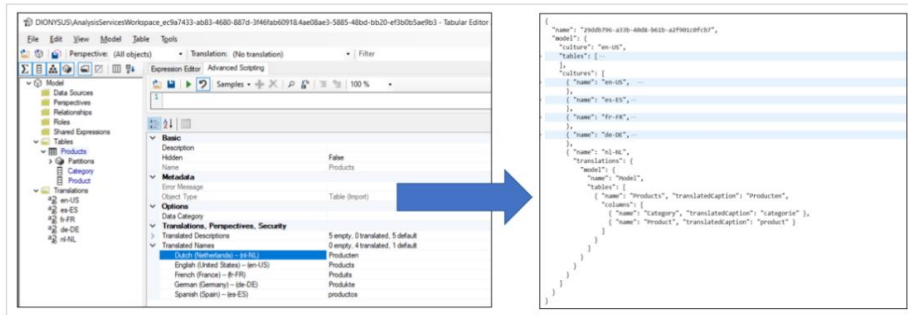 DIONYSUS\AnalysisServicesWorkspace_ec9a7433-ab83-4680-887d-3f46fab60918.4ae08ae3-5885-48bd-bb20-ef3b0b5ae9b3 - Tabular Editor
File Edit View Model Table Tools
Perspective: (All objects) Translation: (No translation) Filter
Expression Editor Advanced Scripting
Samples 100 %
1
Model
Data Sources
Perspectives
Relationships
Roles
Shared Expressions
Tables
Products
Partitions
Category
Product
Translations
en-US
es-ES
fr-FR
de-DE
nl-NL
Basic
Description
Hidden False
Name Products
Metadata
Error Message
Object Type Table (Import)
Options
Data Category
Translations, Perspectives, Security
Translated Descriptions 5 empty, 0 translated, 5 default
Translated Names 0 empty, 4 translated, 1 default
Dutch (Netherlands) – (nl-NL) Producten
English (United States) – (en-US) Products
French (France) – (fr-FR) Produits
German (Germany) – (de-DE) Produkte
Spanish (Spain) – (es-ES) productos
{
"name": "29ddb796-a33b-40d8-b61b-a2f901c0fcb7",
"model": {
"culture": "en-US",
"tables": [ ...
],
"cultures": [
{ "name": "en-US", ...
},
{ "name": "es-ES", ...
},
{ "name": "fr-FR", ...
},
{ "name": "de-DE", ...
},
{ "name": "nl-NL",
"translations": {
"model": {
"name": "Model",
"tables": [
{ "name": "Products", "translatedCaption": "Producten",
"columns": [
{ "name": "Category", "translatedCaption": "categorie" },
{ "name": "Product", "translatedCaption": "product" }
]
}
]
}
}
}
]
}
}